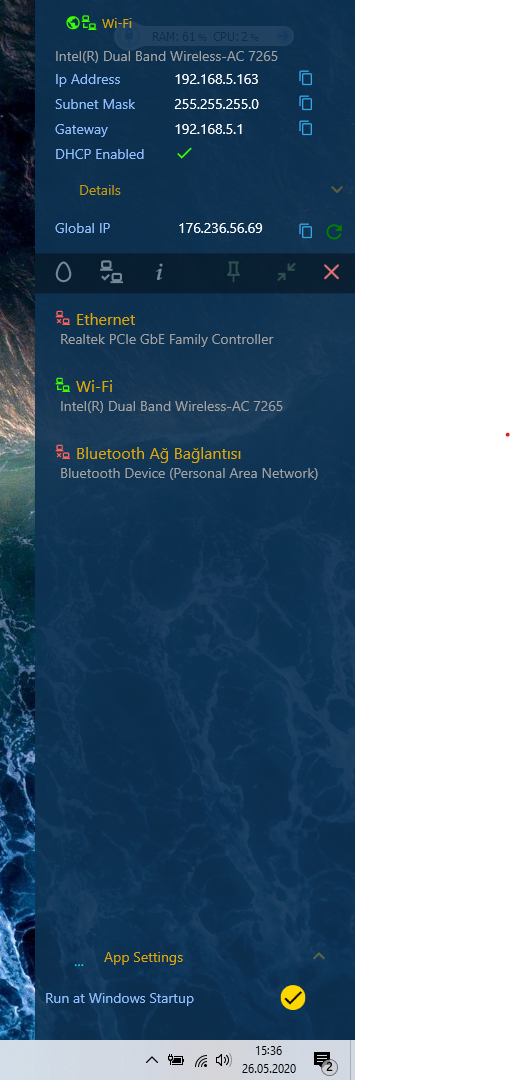 Wi-Fi
RAM: 61 % CPU: 2 %
Intel(R) Dual Band Wireless-AC 7265
Ip Address 192.168.5.163
Subnet Mask 255.255.255.0
Gateway 192.168.5.1
DHCP Enabled
Details
Global IP 176.236.56.69
i
Ethernet
Realtek PCIe GbE Family Controller
Wi-Fi
Intel(R) Dual Band Wireless-AC 7265
Bluetooth Ağ Bağlantısı
Bluetooth Device (Personal Area Network)
... App Settings
Run at Windows Startup
15:36
26.05.2020
2